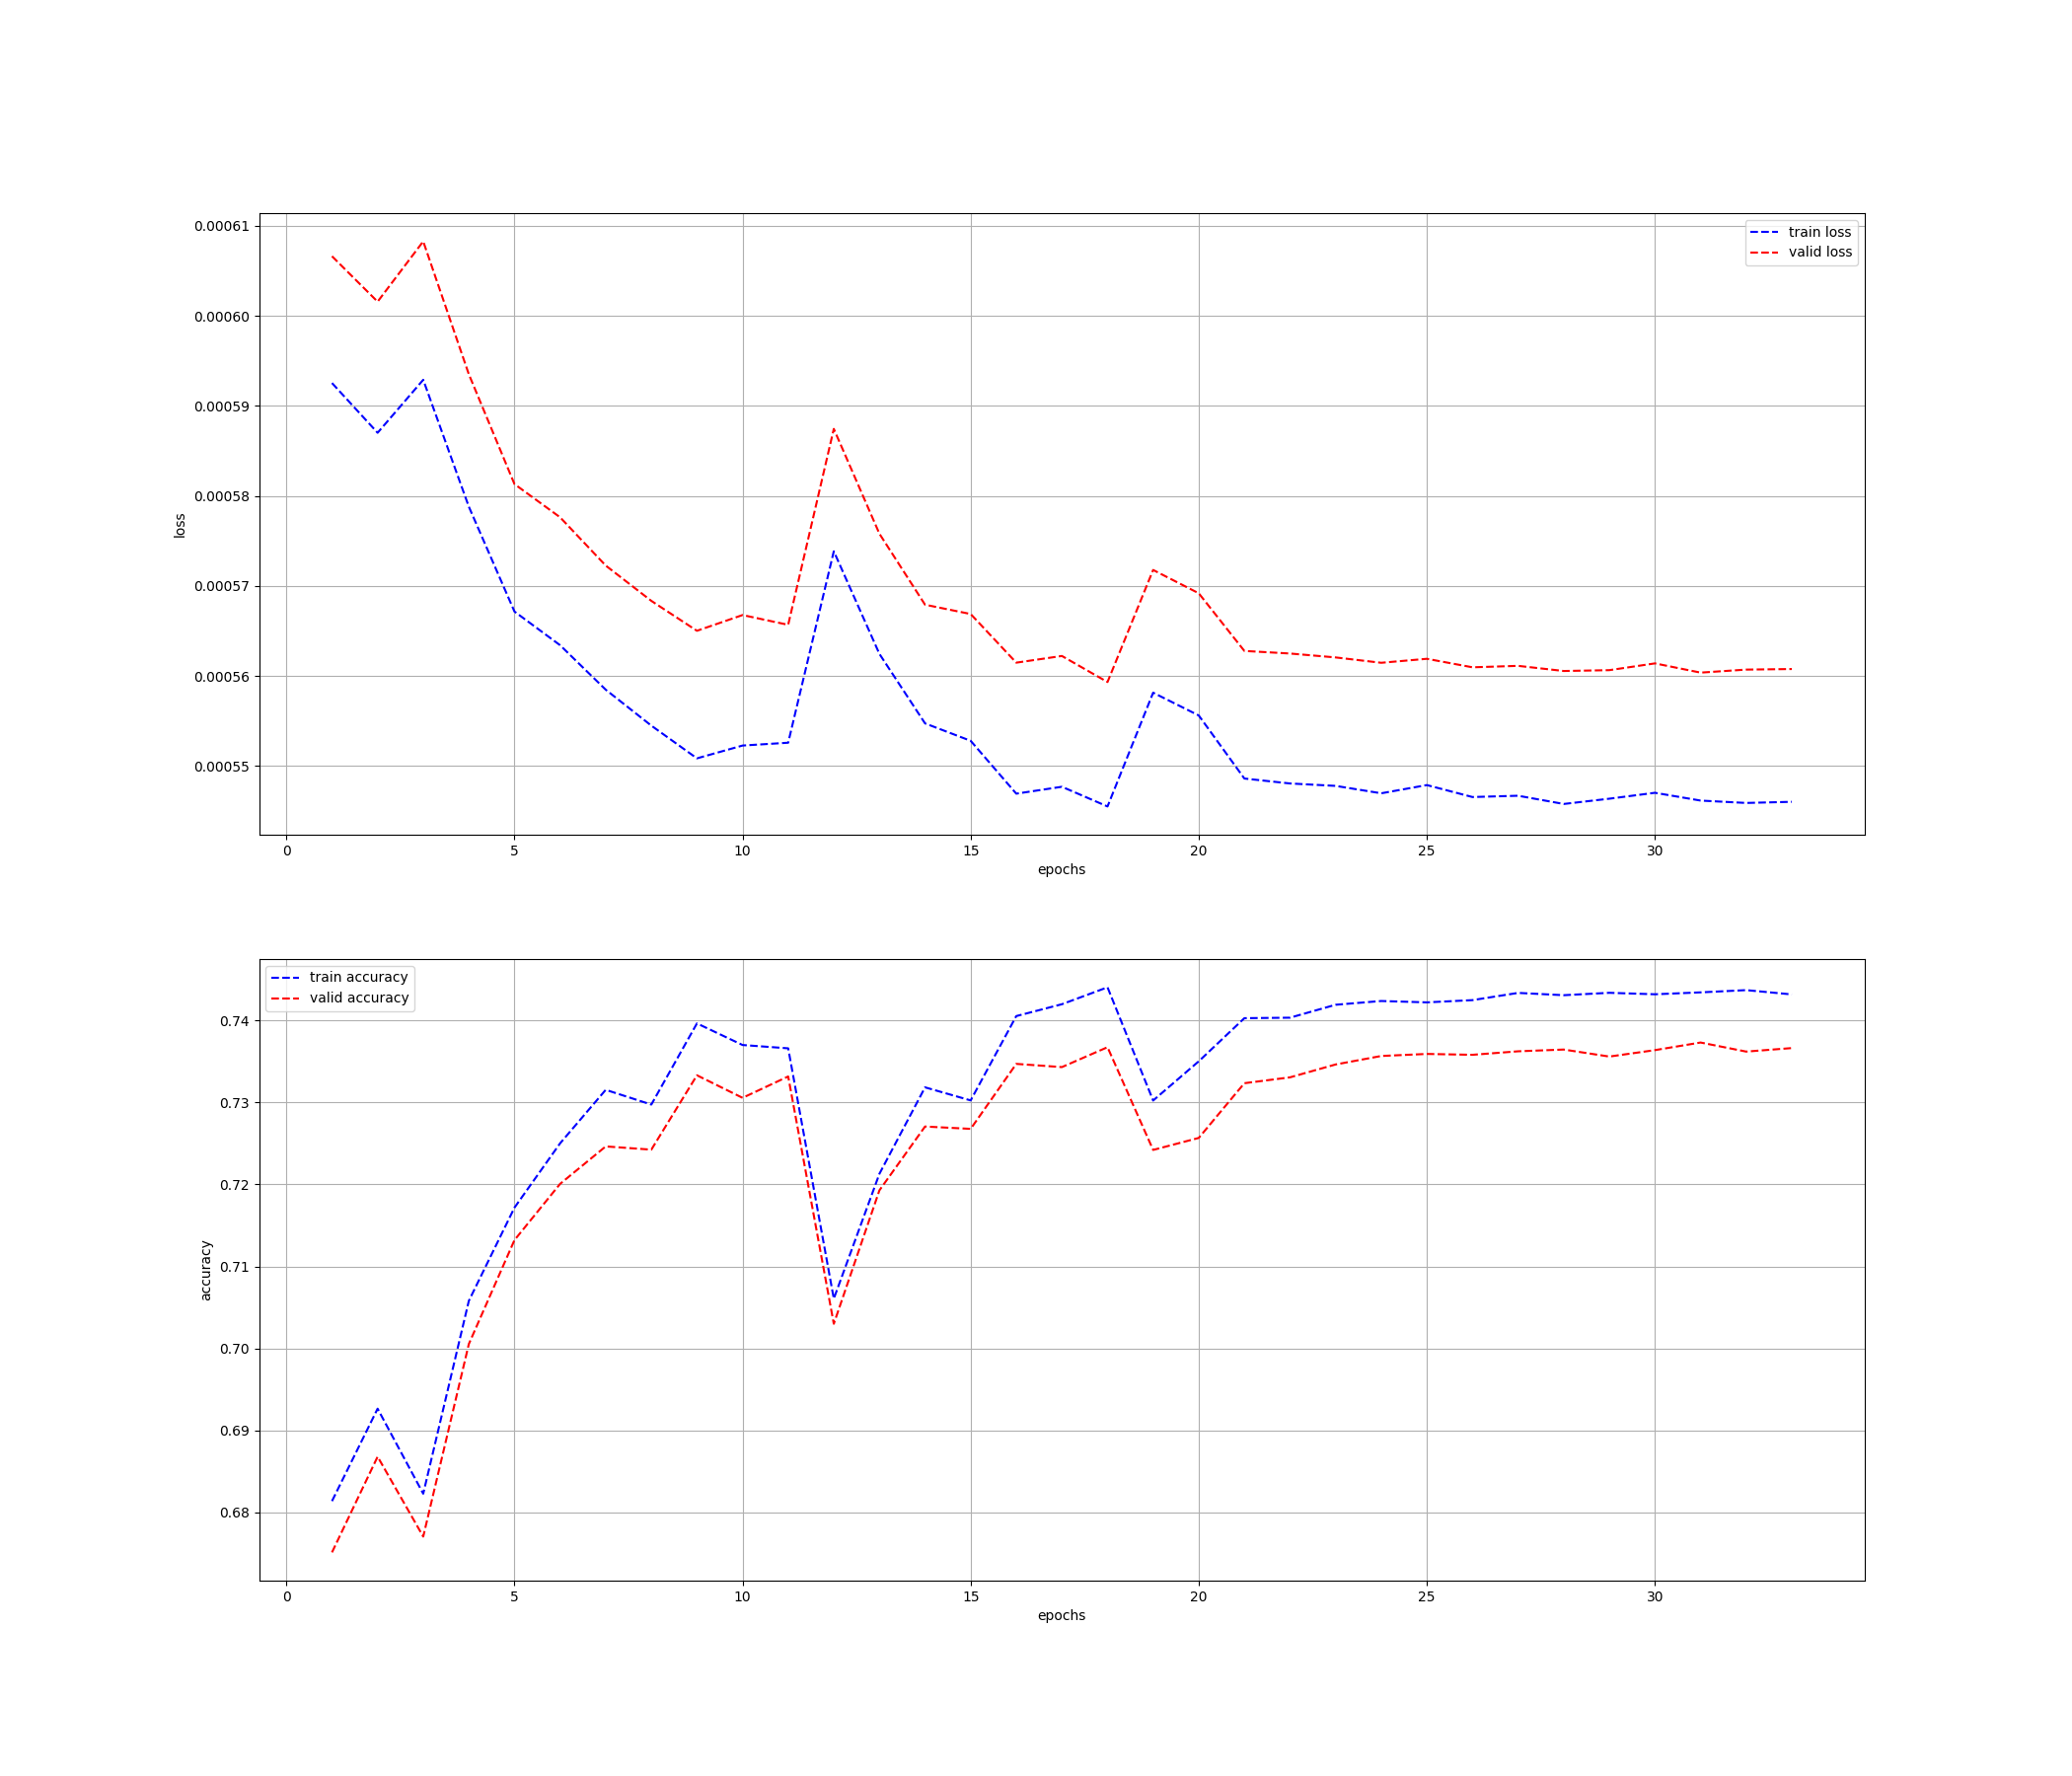 0.00061
train loss
valid loss
0.00060
0.00059
0.00058
loss
0.00057
0.00056
0.00055
0 5 10 15 20 25 30
epochs
train accuracy
valid accuracy
0.74
0.73
0.72
0.71
accuracy
0.70
0.69
0.68
0 5 10 15 20 25 30
epochs